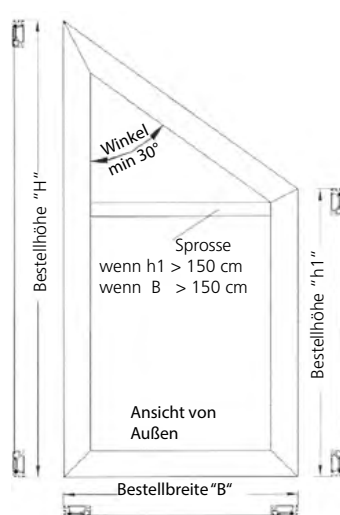 Winkel
min 30°
Bestellhöhe "H"
Sprosse
wenn h1 > 150 cm
wenn B > 150 cm
Bestellhöhe "h1"
Ansicht von
Außen
Bestellbreite "B"